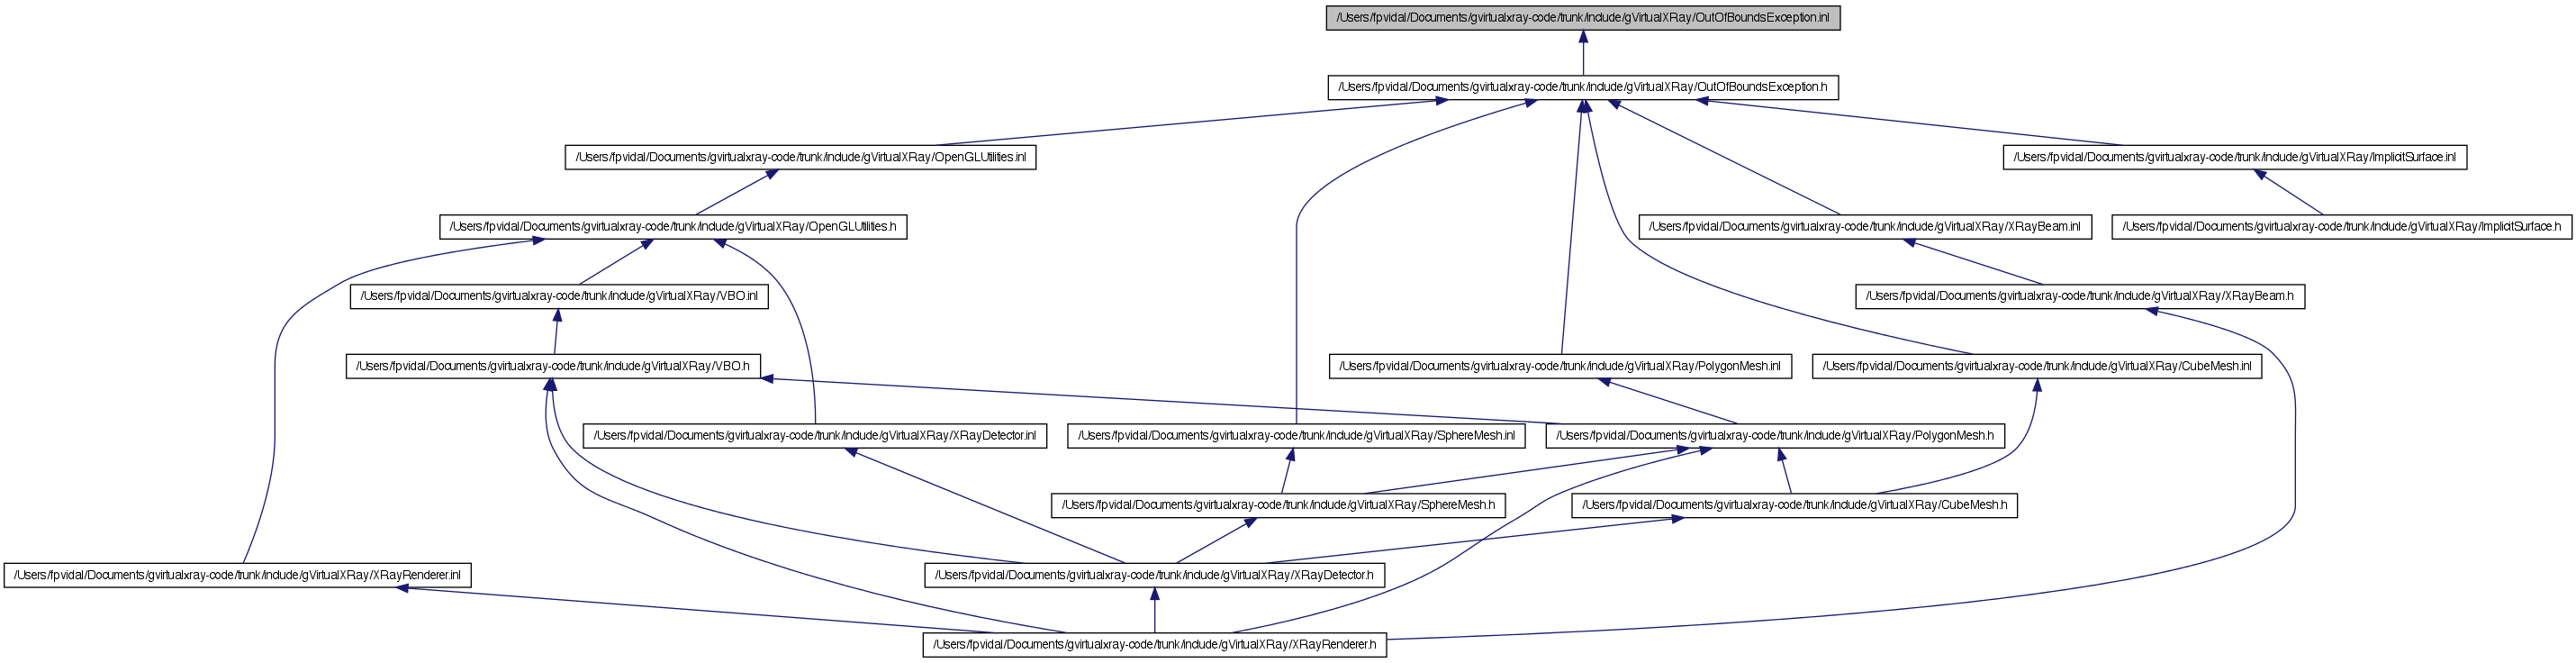 /Users/fpvidal/Documents/gvirtualxray-code/trunk/include/gVirtualXRay/OutOfBoundsException.inl
/Users/fpvidal/Documents/gvirtualxray-code/trunk/include/gVirtualXRay/OutOfBoundsException.h
/Users/fpvidal/Documents/gvirtualxray-code/trunk/include/gVirtualXRay/OpenGLUtilities.inl
/Users/fpvidal/Documents/gvirtualxray-code/trunk/include/gVirtualXRay/ImplicitSurface.inl
/Users/fpvidal/Documents/gvirtualxray-code/trunk/include/gVirtualXRay/OpenGLUtilities.h
/Users/fpvidal/Documents/gvirtualxray-code/trunk/include/gVirtualXRay/XRayBeam.inl
/Users/fpvidal/Documents/gvirtualxray-code/trunk/include/gVirtualXRay/ImplicitSurface.h
/Users/fpvidal/Documents/gvirtualxray-code/trunk/include/gVirtualXRay/VBO.inl
/Users/fpvidal/Documents/gvirtualxray-code/trunk/include/gVirtualXRay/XRayBeam.h
/Users/fpvidal/Documents/gvirtualxray-code/trunk/include/gVirtualXRay/VBO.h
/Users/fpvidal/Documents/gvirtualxray-code/trunk/include/gVirtualXRay/PolygonMesh.inl
/Users/fpvidal/Documents/gvirtualxray-code/trunk/include/gVirtualXRay/CubeMesh.inl
/Users/fpvidal/Documents/gvirtualxray-code/trunk/include/gVirtualXRay/XRayDetector.inl
/Users/fpvidal/Documents/gvirtualxray-code/trunk/include/gVirtualXRay/SphereMesh.inl
/Users/fpvidal/Documents/gvirtualxray-code/trunk/include/gVirtualXRay/PolygonMesh.h
/Users/fpvidal/Documents/gvirtualxray-code/trunk/include/gVirtualXRay/SphereMesh.h
/Users/fpvidal/Documents/gvirtualxray-code/trunk/include/gVirtualXRay/CubeMesh.h
/Users/fpvidal/Documents/gvirtualxray-code/trunk/include/gVirtualXRay/XRayRenderer.inl
/Users/fpvidal/Documents/gvirtualxray-code/trunk/include/gVirtualXRay/XRayDetector.h
/Users/fpvidal/Documents/gvirtualxray-code/trunk/include/gVirtualXRay/XRayRenderer.h